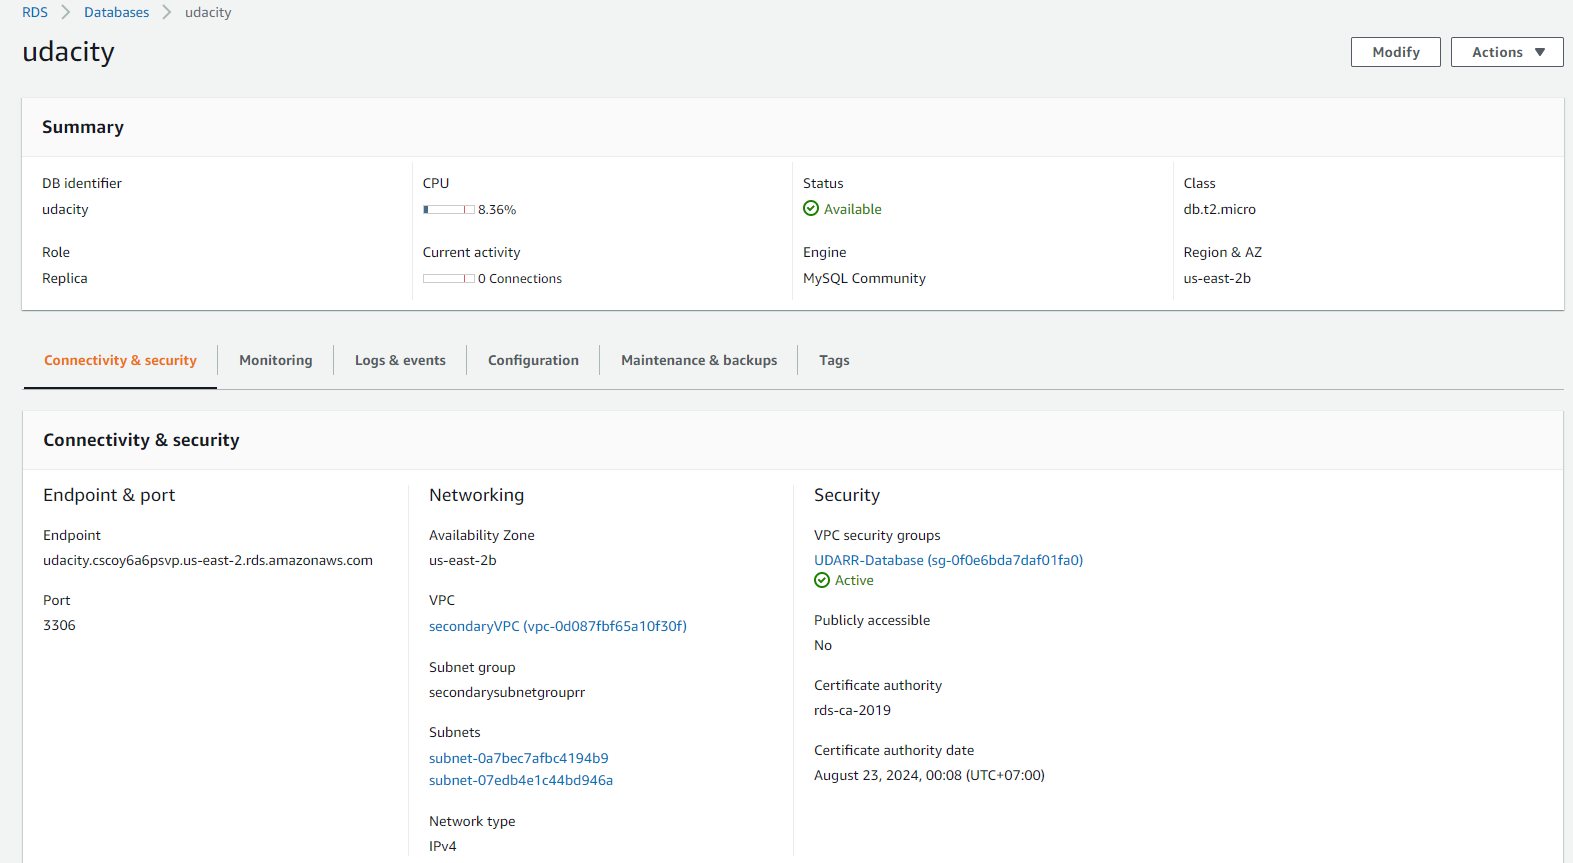 RDS
Databases
udacity
udacity
Modify
Actions
Summary
DB identifier
udacity
CPU
8.36%
Status
Available
Class
db.t2.micro
Role
Replica
Current activity
0 Connections
Engine
MySQL Community
Region & AZ
us-east-2b
Connectivity & security
Monitoring
Logs & events
Configuration
Maintenance & backups
Tags
Connectivity & security
Endpoint & port
Endpoint
udacity.cscoy6a6psvp.us-east-2.rds.amazonaws.com
Port
3306
Networking
Availability Zone
us-east-2b
VPC
secondaryVPC (vpc-0d087fbf65a10f30f)
Subnet group
secondarysubnetgrouprr
Subnets
subnet-0a7bec7afbc4194b9
subnet-07edb4e1c44bd946a
Network type
IPv4
Security
VPC security groups
UDARR-Database (sg-0f0e6bda7daf01fa0)
Active
Publicly accessible
No
Certificate authority
rds-ca-2019
Certificate authority date
August 23, 2024, 00:08 (UTC+07:00)